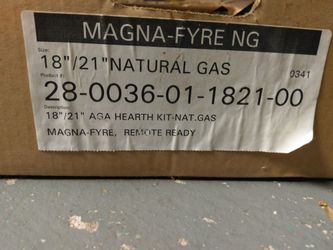 MAGNA-FYRE NG
Size:
18"/21"NATURAL GAS 0341
Product #:
28-0036-01-1821-00
Description:
18"/21" AGA HEARTH KIT-NAT.GAS
MAGNA-FYRE, REMOTE READY